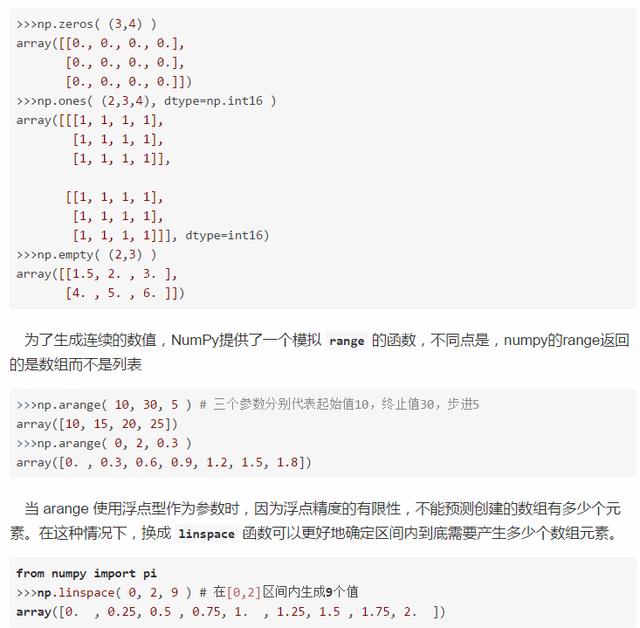 >>>np.zeros( (3,4) )
array([[0., 0., 0., 0.],
       [0., 0., 0., 0.],
       [0., 0., 0., 0.]])
>>>np.ones( (2,3,4), dtype=np.int16 )
array([[[1, 1, 1, 1],
        [1, 1, 1, 1],
        [1, 1, 1, 1]],

       [[1, 1, 1, 1],
        [1, 1, 1, 1],
        [1, 1, 1, 1]]], dtype=int16)
>>>np.empty( (2,3) )
array([[1.5, 2. , 3. ],
       [4. , 5. , 6. ]])
为了生成连续的数值，NumPy提供了一个模拟 range 的函数，不同点是，numpy的range返回
的是数组而不是列表
>>>np.arange( 10, 30, 5 ) # 三个参数分别代表起始值10，终止值30，步进5
array([10, 15, 20, 25])
>>>np.arange( 0, 2, 0.3 )
array([0. , 0.3, 0.6, 0.9, 1.2, 1.5, 1.8])
当 arange 使用浮点型作为参数时，因为浮点精度的有限性，不能预测创建的数组有多少个元
素。在这种情况下，换成 linspace 函数可以更好地确定区间内到底需要产生多少个数组元素。
from numpy import pi
>>>np.linspace( 0, 2, 9 ) # 在[0,2]区间内生成9个值
array([0.  , 0.25, 0.5 , 0.75, 1.  , 1.25, 1.5 , 1.75, 2.  ])